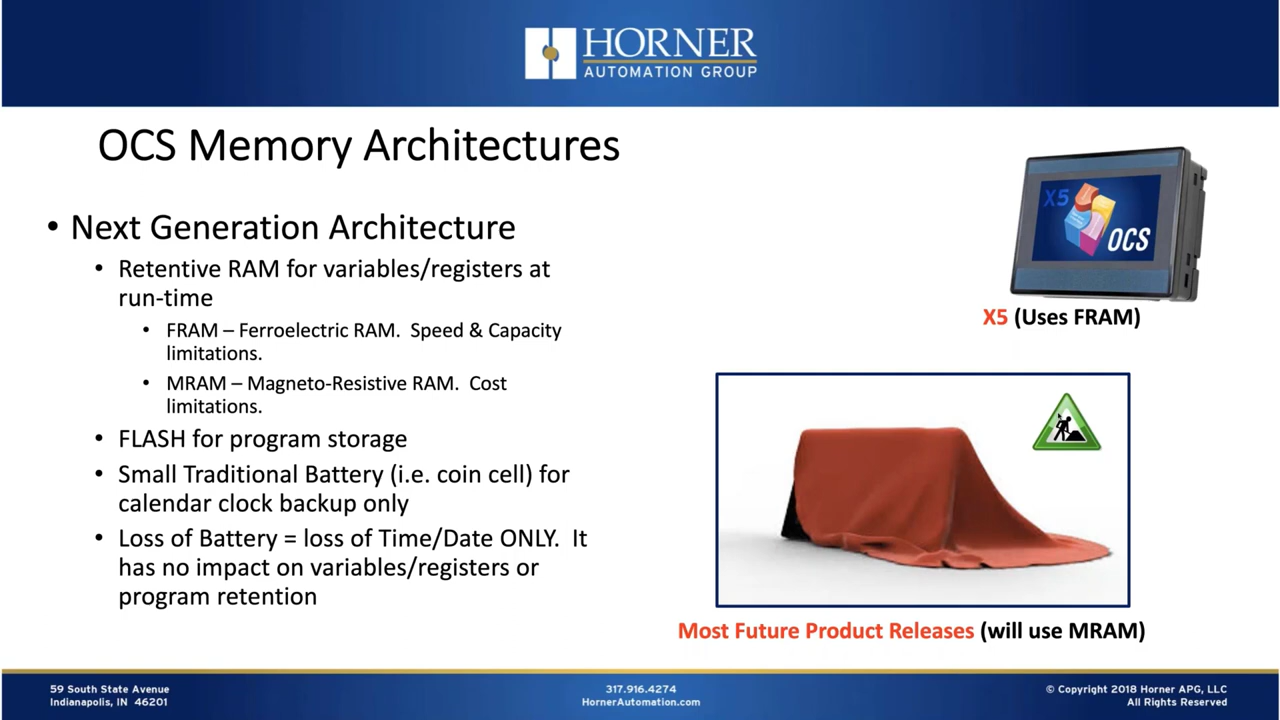 HORNER
AUTOMATION GROUP
OCS Memory Architectures
• Next Generation Architecture
• Retentive RAM for variables/registers at
run-time
• FRAM – Ferroelectric RAM.  Speed & Capacity
limitations.
• MRAM – Magneto-Resistive RAM.  Cost
limitations.
• FLASH for program storage
• Small Traditional Battery (i.e. coin cell) for
calendar clock backup only
• Loss of Battery = loss of Time/Date ONLY.  It
has no impact on variables/registers or
program retention
X5
OCS
X5 (Uses FRAM)
Most Future Product Releases (will use MRAM)
59 South State Avenue
Indianapolis, IN  46201
317.916.4274
HornerAutomation.com
© Copyright 2018 Horner APG, LLC
All Rights Reserved